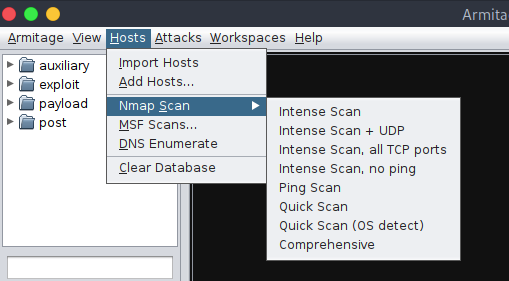 Armitage
Armitage View Hosts Attacks Workspaces Help
auxiliary
exploit
payload
post
Import Hosts
Add Hosts...
Nmap Scan
MSF Scans...
DNS Enumerate
Clear Database
Intense Scan
Intense Scan + UDP
Intense Scan, all TCP ports
Intense Scan, no ping
Ping Scan
Quick Scan
Quick Scan (OS detect)
Comprehensive